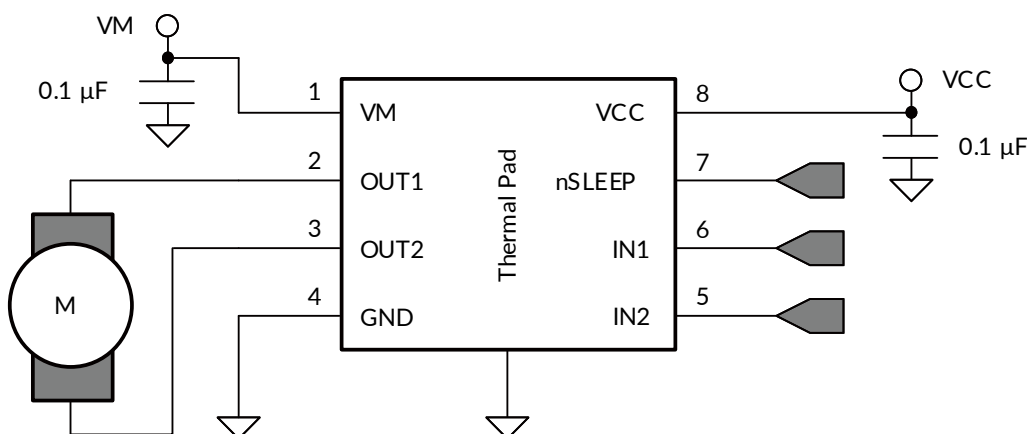 VM
0.1 µF
VCC
0.1 µF
1
VM
VCC
8
2
OUT1
nSLEEP
7
3
OUT2
IN1
6
4
GND
IN2
5
Thermal Pad
M